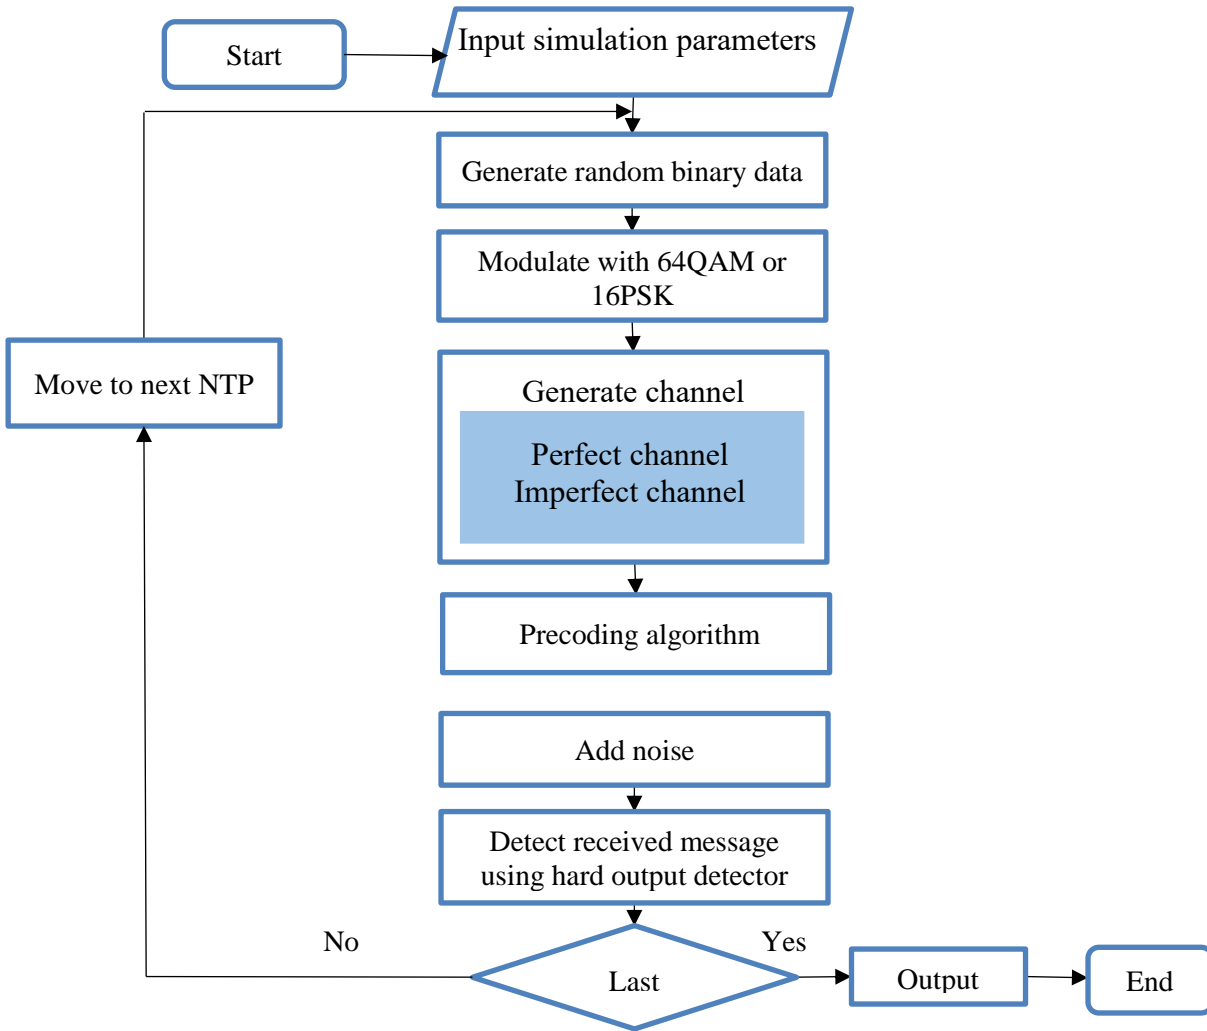 Start
Input simulation parameters
Generate random binary data
Modulate with 64QAM or
16PSK
Move to next NTP
Generate channel
Perfect channel
Imperfect channel
Precoding algorithm
Add noise
Detect received message
using hard output detector
No
Yes
Last
Output
End